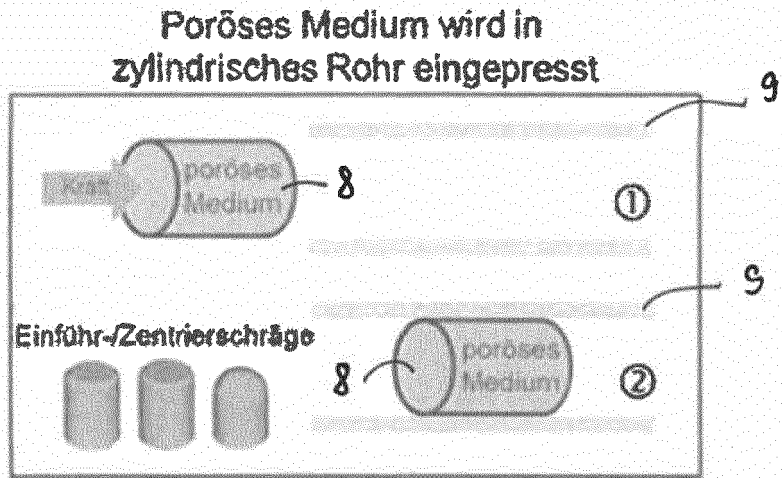 Poröses Medium wird in
zylindrisches Rohr eingepresst
9
Kraft
poröses
Medium
8
①
9
Einführ-/Zentrierschräge
8
poröses
Medium
②